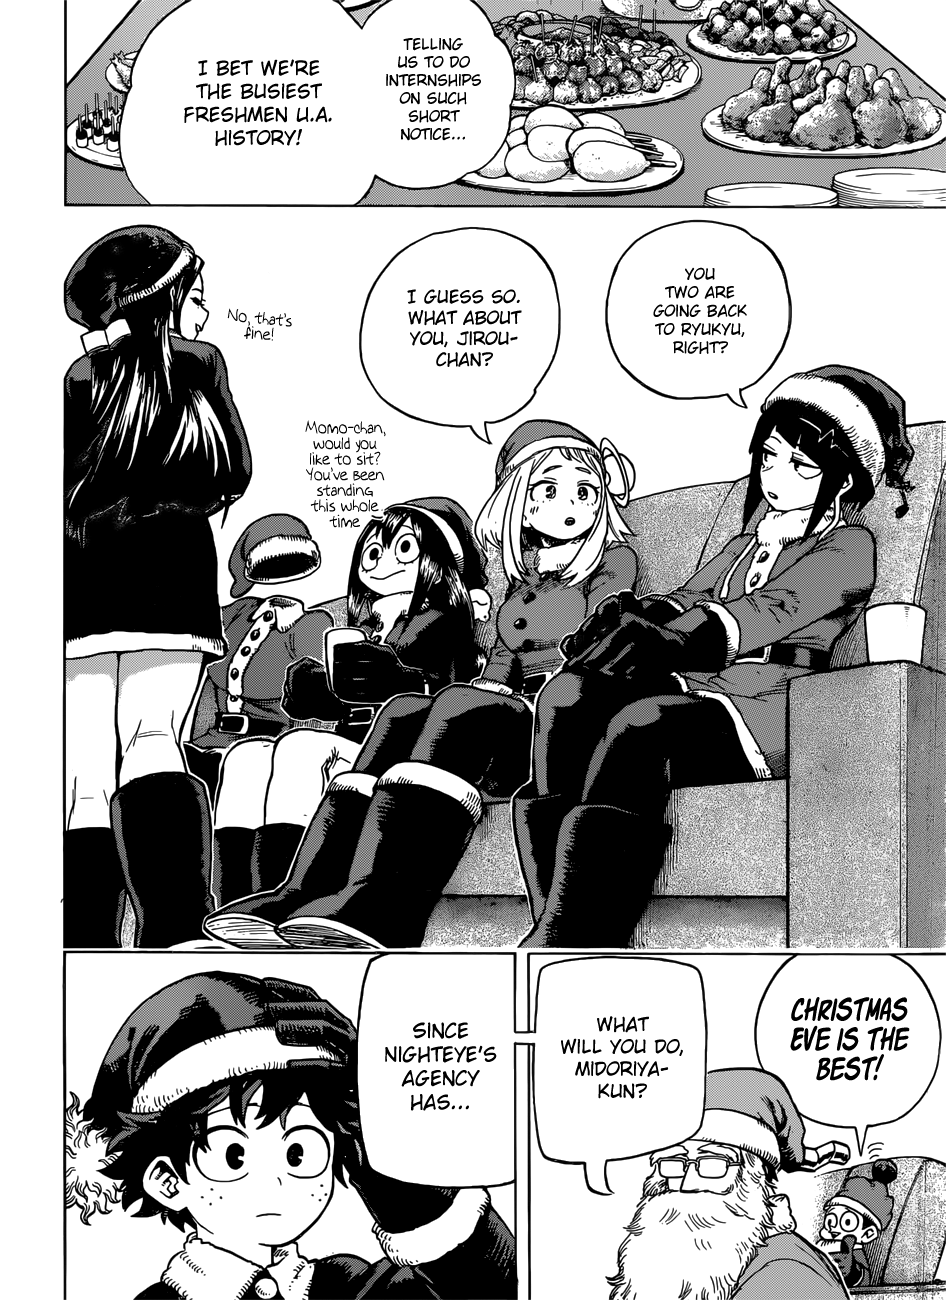 TELLING
US TO DO
INTERNSHIPS
ON SUCH
SHORT
NOTICE...
I BET WE'RE
THE BUSIEST
FRESHMEN U.A.
HISTORY!
YOU
TWO ARE
GOING BACK
TO RYUKYU,
RIGHT?
I GUESS SO.
WHAT ABOUT
YOU, JIROU-
CHAN?
Momo-chan,
would you
like to sit?
You've been
standing
this whole
time
No, that's
fine!
CHRISTMAS
EVE IS THE
BEST!
WHAT
WILL YOU DO,
MIDORIYA-
KUN?
SINCE
NIGHTEYE'S
AGENCY
HAS...